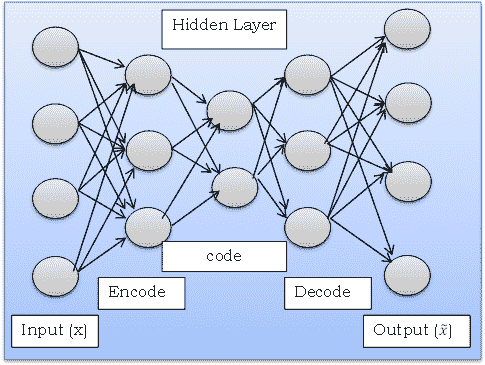 Hidden Layer
code
Encode
Decode
Input (x)
Output (x̃)